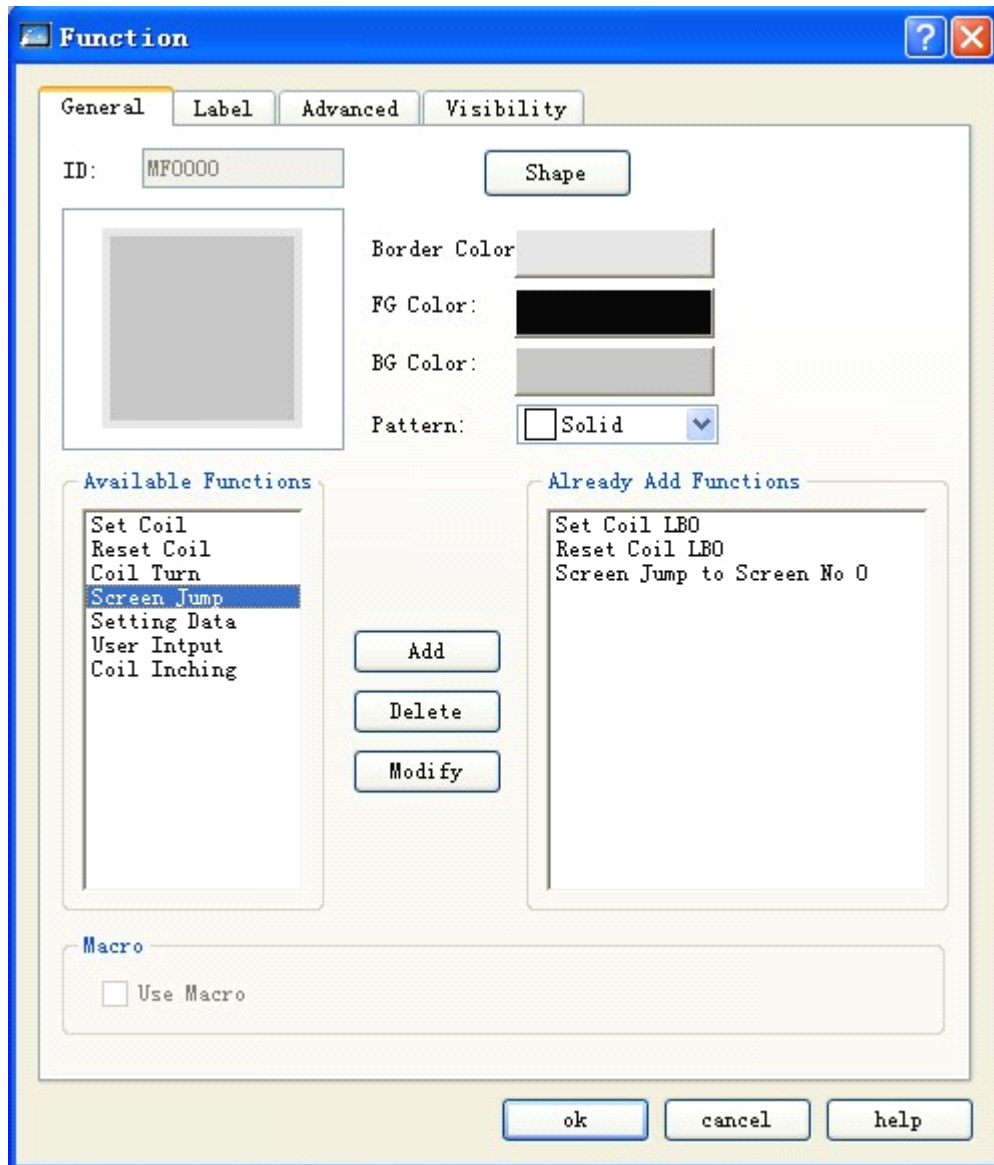 Function
General Label Advanced Visibility
ID: MF0000 Shape
Border Color
FG Color:
BG Color:
Pattern: Solid
Available Functions
Set Coil
Reset Coil
Coil Turn
Screen Jump
Setting Data
User Intput
Coil Inching
Add
Delete
Modify
Already Add Functions
Set Coil LB0
Reset Coil LB0
Screen Jump to Screen No 0
Macro
Use Macro
ok cancel help